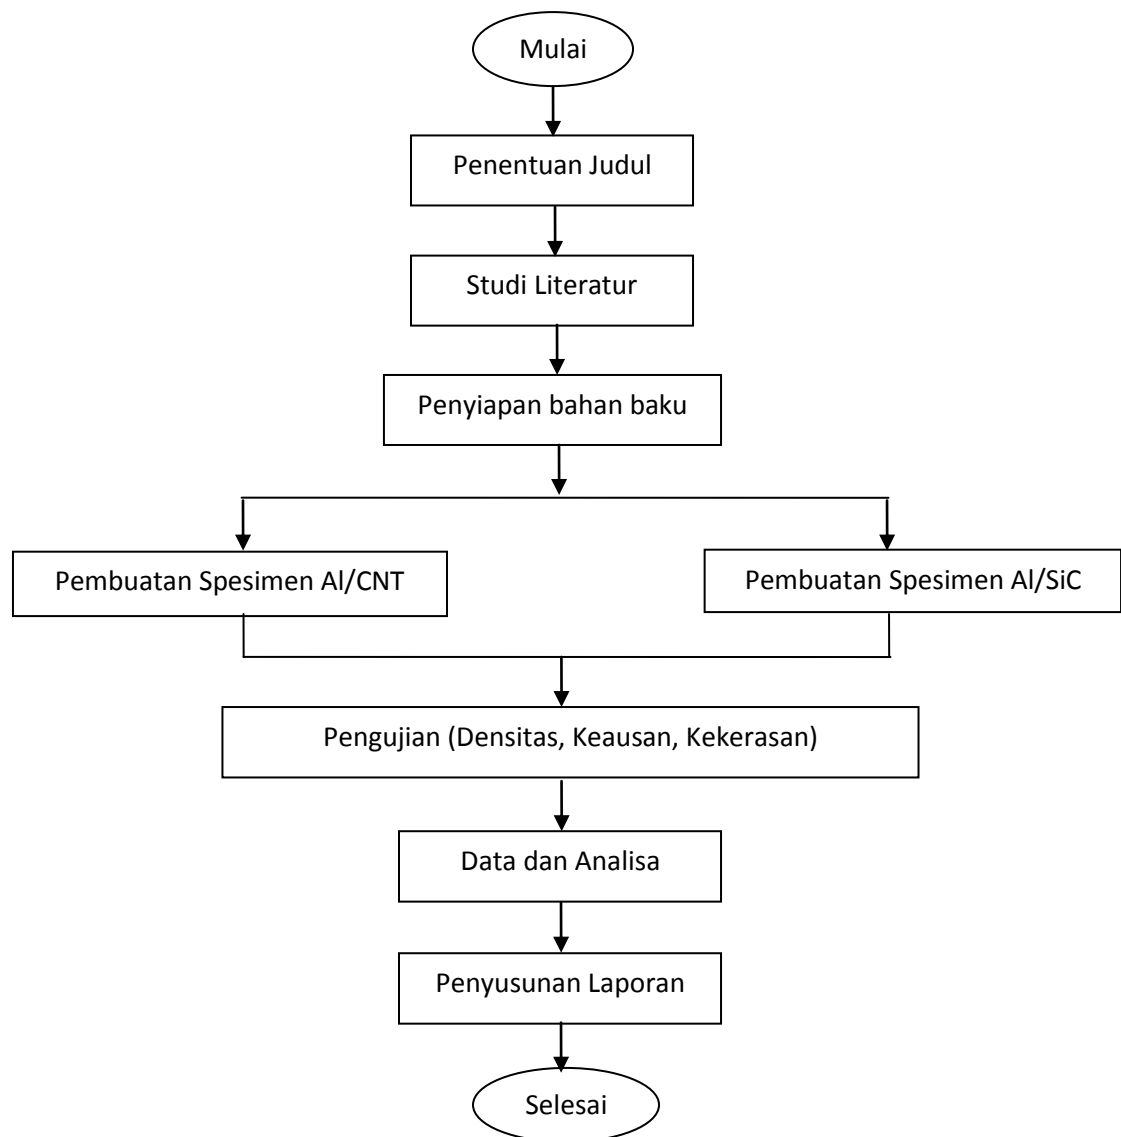 Mulai
Penentuan Judul
Studi Literatur
Penyiapan bahan baku
Pembuatan Spesimen Al/CNT
Pembuatan Spesimen Al/SiC
Pengujian (Densitas, Keausan, Kekerasan)
Data dan Analisa
Penyusunan Laporan
Selesai